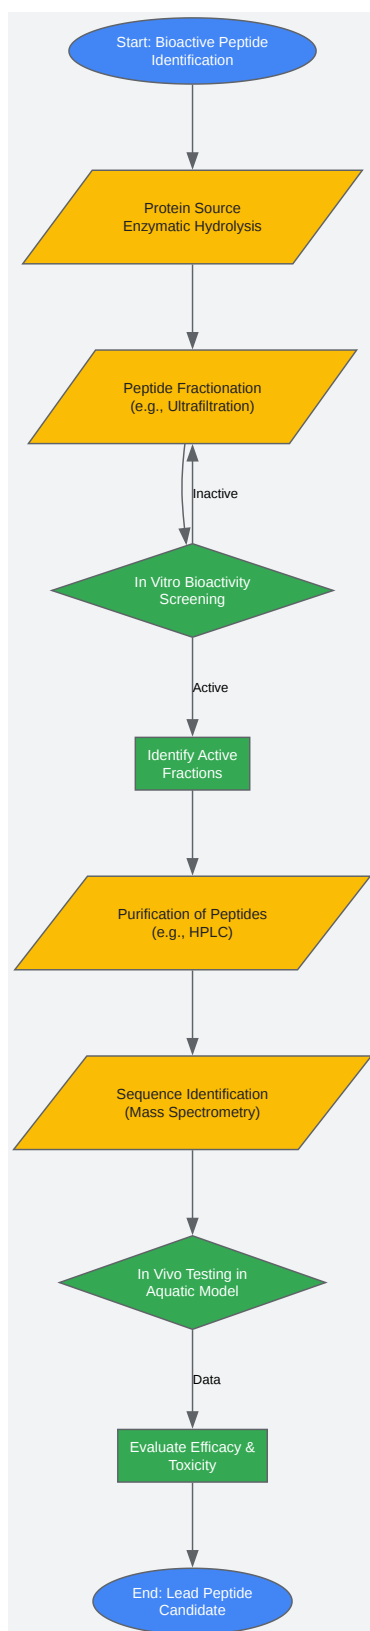 Start: Bioactive Peptide
Identification
Protein Source
Enzymatic Hydrolysis
Peptide Fractionation
(e.g., Ultrafiltration)
Inactive
In Vitro Bioactivity
Screening
Active
Identify Active
Fractions
Purification of Peptides
(e.g., HPLC)
Sequence Identification
(Mass Spectrometry)
In Vivo Testing in
Aquatic Model
Data
Evaluate Efficacy &
Toxicity
End: Lead Peptide
Candidate